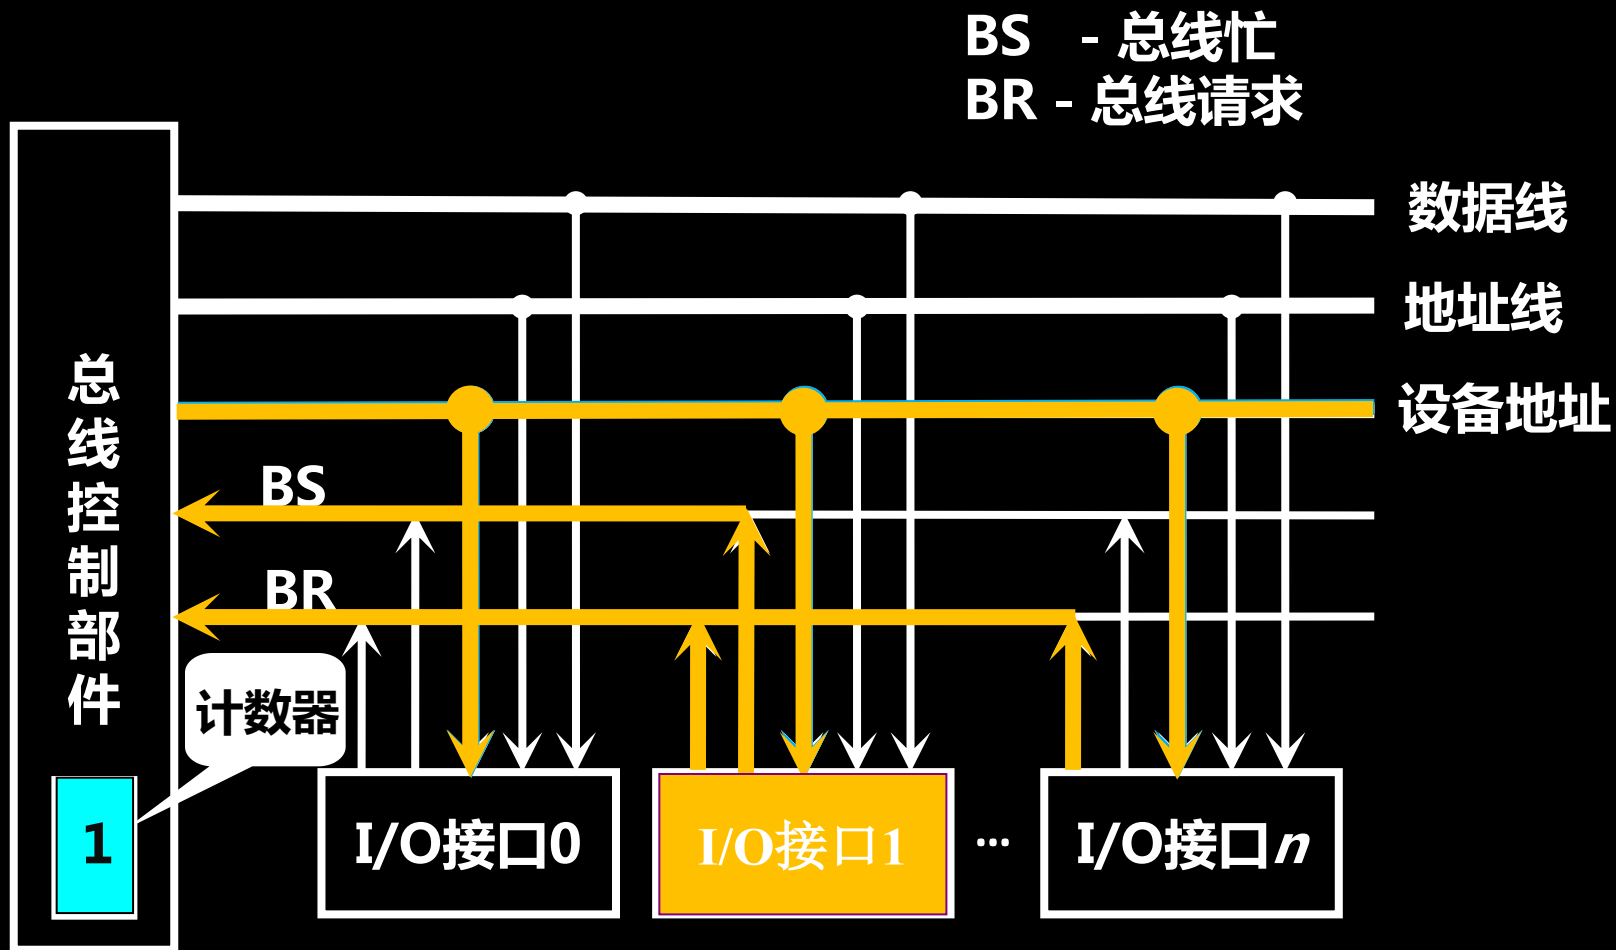 BS - 总线忙
BR - 总线请求
数据线
地址线
设备地址
BS
BR
总线控制部件
计数器
1
I/O接口0
I/O接口1
...
I/O接口n